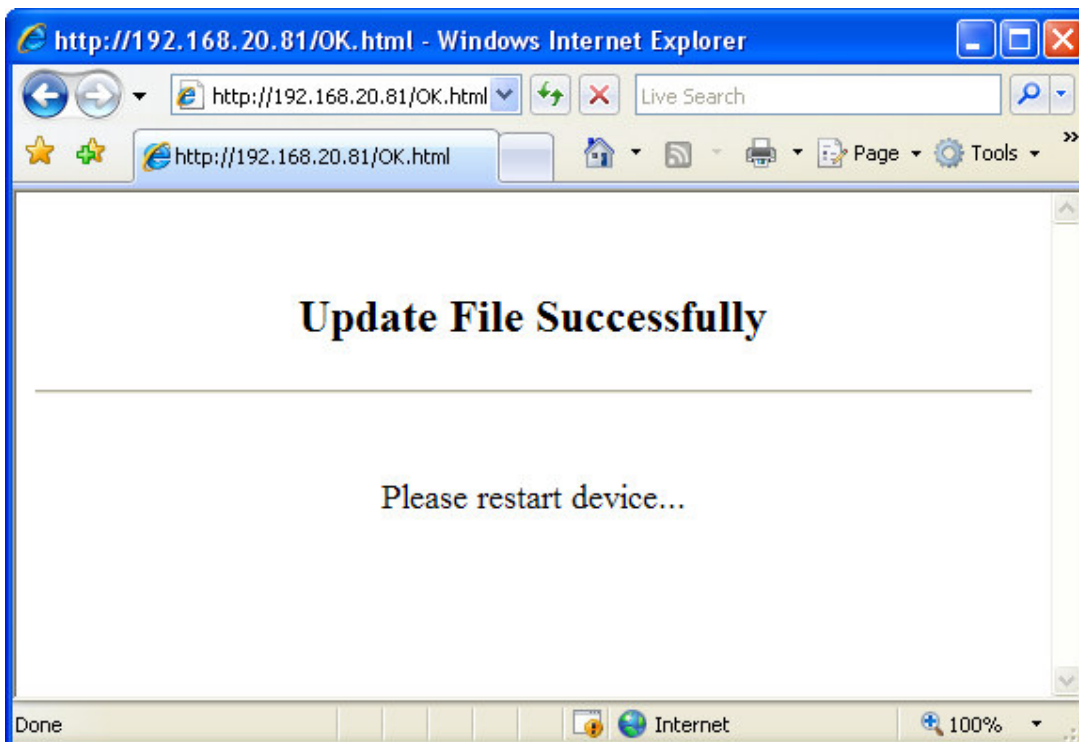 http://192.168.20.81/OK.html - Windows Internet Explorer
http://192.168.20.81/OK.html Live Search
http://192.168.20.81/OK.html Page Tools »
Update File Successfully
Please restart device...
Done Internet 100%